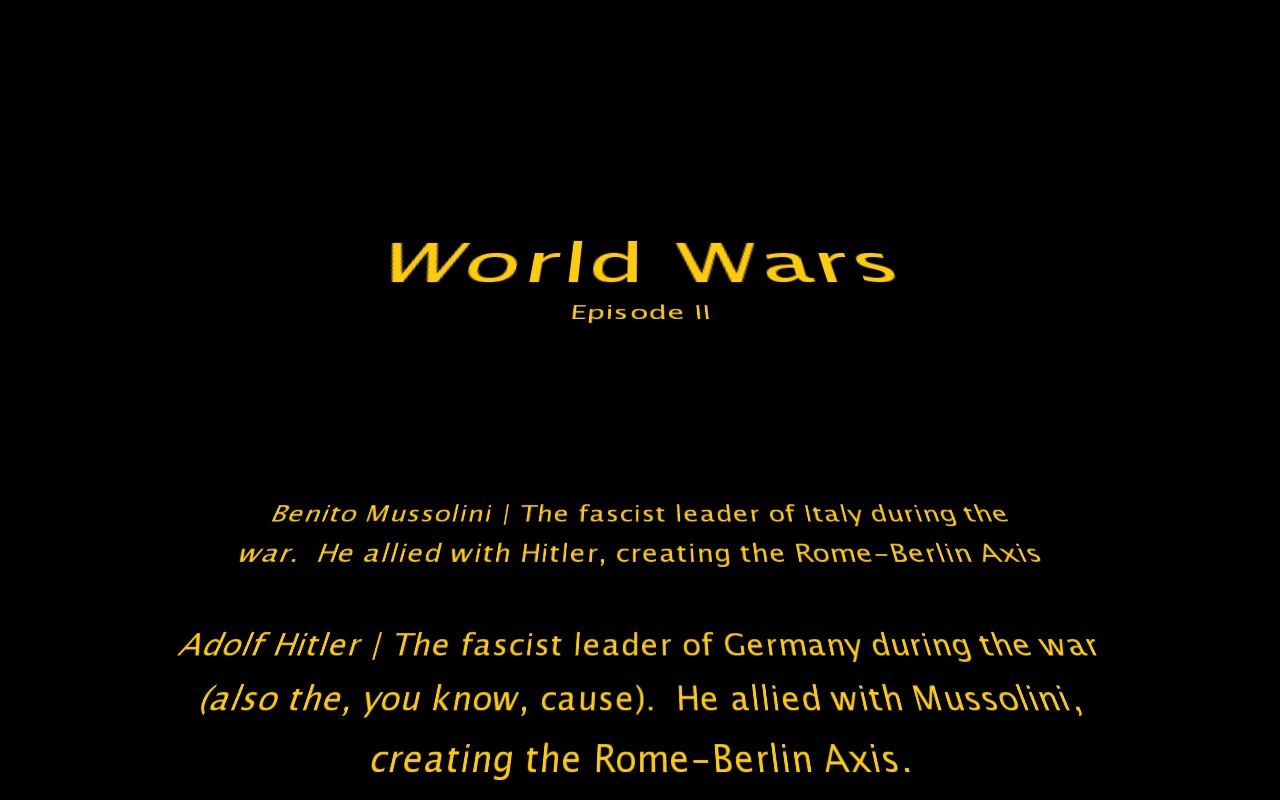 World Wars
Episode II
Benito Mussolini | The fascist leader of Italy during the
war.  He allied with Hitler, creating the Rome-Berlin Axis
Adolf Hitler | The fascist leader of Germany during the war
(also the, you know, cause).  He allied with Mussolini,
creating the Rome-Berlin Axis.